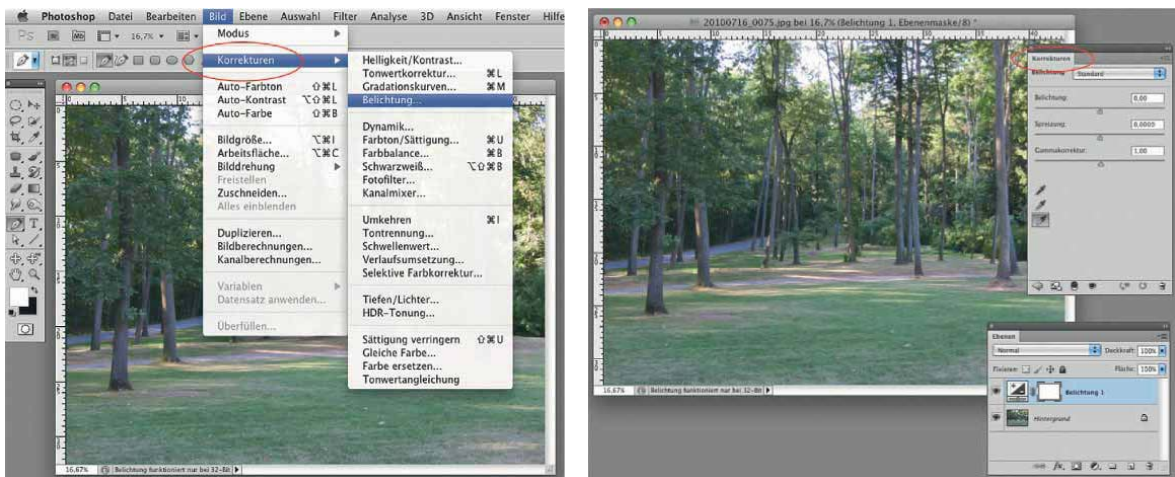 Photoshop Datei Bearbeiten Bild Ebene Auswahl Filter Analyse 3D Ansicht Fenster Hilfe
Ps Mb 16,7%
Modus
Korrekturen
Auto-Farbton ⇧⌘L
Auto-Kontrast ⌥⇧⌘L
Auto-Farbe ⇧⌘B
Bildgröße... ⌥⌘I
Arbeitsfläche... ⌥⌘C
Bilddrehung
Freistellen
Zuschneiden...
Alles einblenden
Duplizieren...
Bildberechnungen...
Kanalberechnungen...
Variablen
Datensatz anwenden...
Überfüllen...
Helligkeit/Kontrast...
Tonwertkorrektur... ⌘L
Gradationskurven... ⌘M
Belichtung...
Dynamik...
Farbton/Sättigung... ⌘U
Farbbalance... ⌘B
Schwarzweiß... ⌥⇧⌘B
Fotofilter...
Kanalmixer...
Umkehren ⌘I
Tontrennung...
Schwellenwert...
Verlaufsumsetzung...
Selektive Farbkorrektur...
Tiefen/Lichter...
HDR-Tonung...
Sättigung verringern ⇧⌘U
Gleiche Farbe...
Farbe ersetzen...
Tonwertangleichung
16,67% Belichtung funktioniert nur bei 32-Bit
20100716_0075.jpg bei 16,7% (Belichtung 1, Ebenenmaske/8) *
Korrekturen
Belichtung: Standard
Belichtung: 0,00
Spreizung: 0,0000
Gammakorrektur: 1,00
16,67% Belichtung funktioniert nur bei 32-Bit
Ebenen
Normal Deckkraft: 100%
Fixieren: Fläche: 100%
Belichtung 1
Hintergrund
fx.